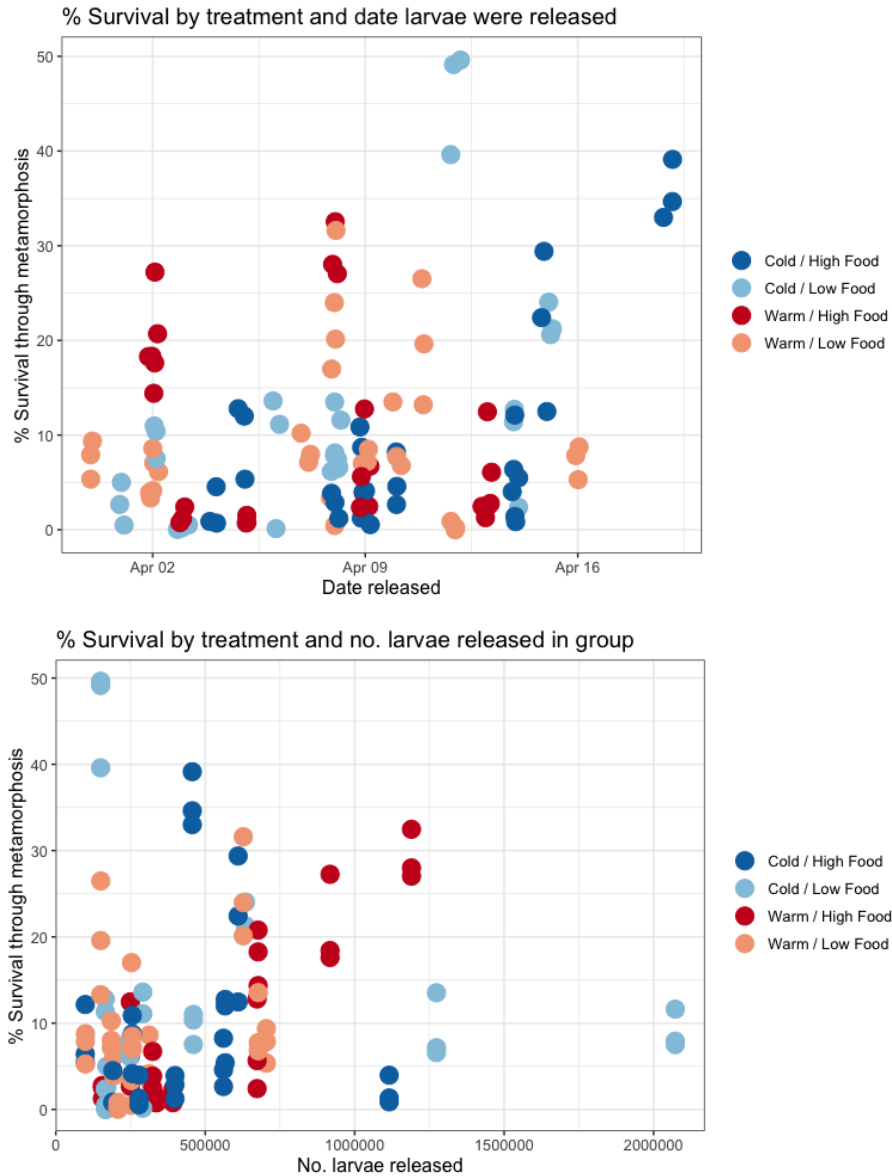 % Survival by treatment and date larvae were released
% Survival through metamorphosis
50
40
30
20
10
0
Apr 02
Apr 09
Apr 16
Date released
Cold / High Food
Cold / Low Food
Warm / High Food
Warm / Low Food
% Survival by treatment and no. larvae released in group
% Survival through metamorphosis
50
40
30
20
10
0
0
500000
1000000
1500000
2000000
No. larvae released
Cold / High Food
Cold / Low Food
Warm / High Food
Warm / Low Food